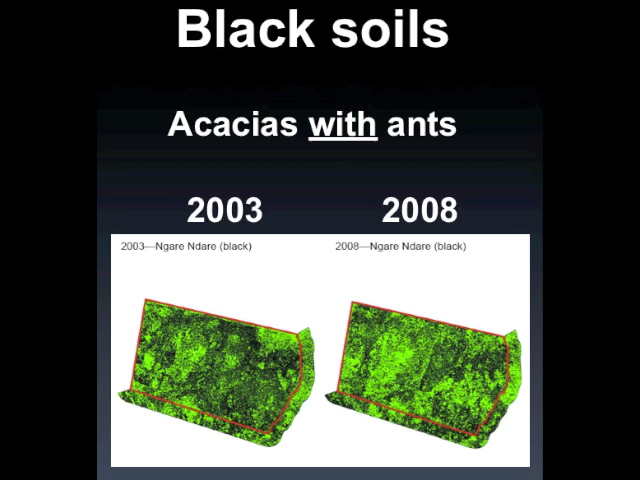 Black soils
Acacias with ants
2003 2008
2003—Ngare Ndare (black) 2008—Ngare Ndare (black)